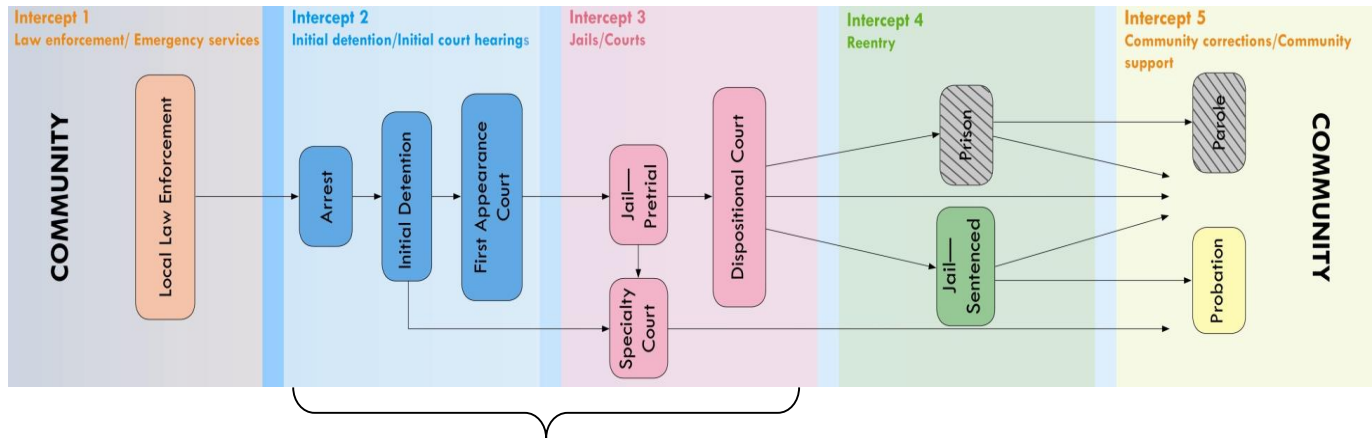 Intercept 1
Law enforcement/ Emergency services
COMMUNITY
Local Law Enforcement
Intercept 2
Initial detention/Initial court hearings
Arrest
Initial Detention
First Appearance
Court
Intercept 3
Jails/Courts
Jail—
Pretrial
Specialty
Court
Dispositional Court
Intercept 4
Reentry
Prison
Jail—
Sentenced
Intercept 5
Community corrections/Community
support
Parole
Probation
COMMUNITY